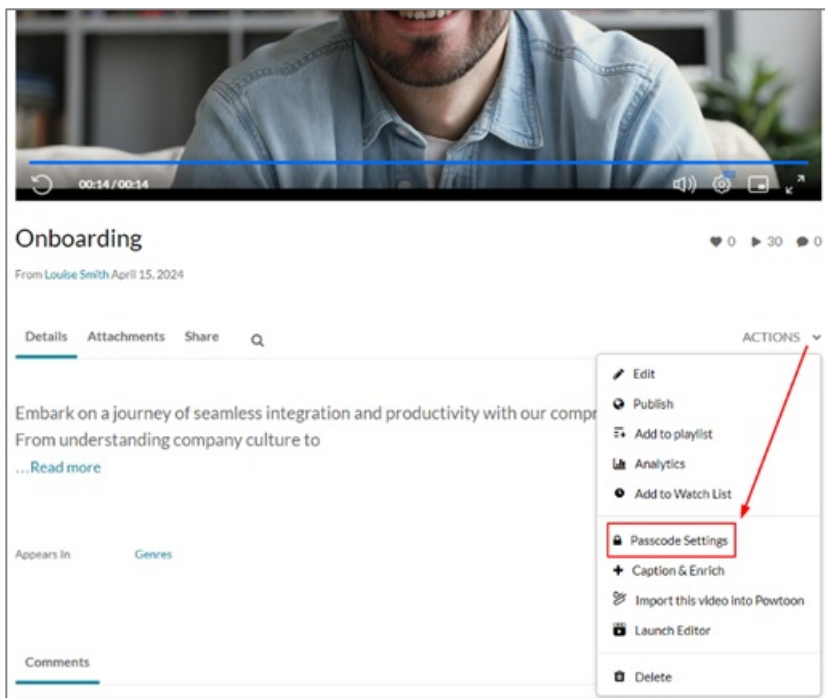 00:14 / 00:14
Onboarding
0 30 0
From Louise Smith April 15, 2024
Details Attachments Share ACTIONS
Edit
Publish
Embark on a journey of seamless integration and productivity with our compr
Add to playlist
From understanding company culture to
Analytics
...Read more
Add to Watch List
Passcode Settings
Appears In Genres
Caption & Enrich
Import this video into Powtoon
Launch Editor
Comments
Delete